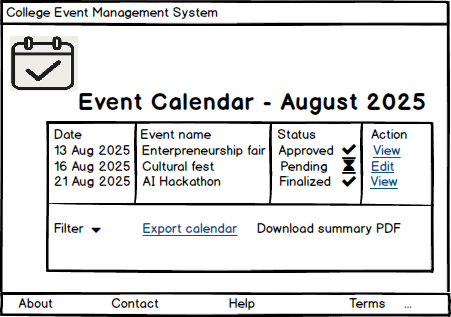 College Event Management System
Event Calendar - August 2025
Date Event name Status Action
13 Aug 2025 Enterpreneurship fair Approved View
16 Aug 2025 Cultural fest Pending Edit
21 Aug 2025 AI Hackathon Finalized View
Filter Export calendar Download summary PDF
About Contact Help Terms ...